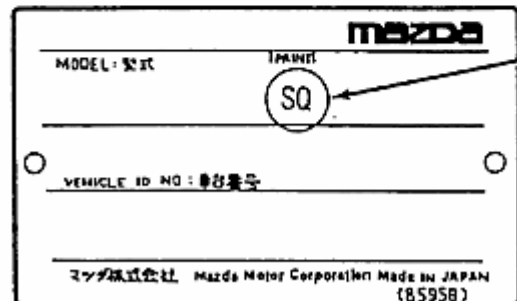 mazda
MODEL: 型式
PAINT
SQ
VEHICLE ID NO: 車台番号
マツダ株式会社 Mazda Motor Corporation Made in JAPAN
(85958)